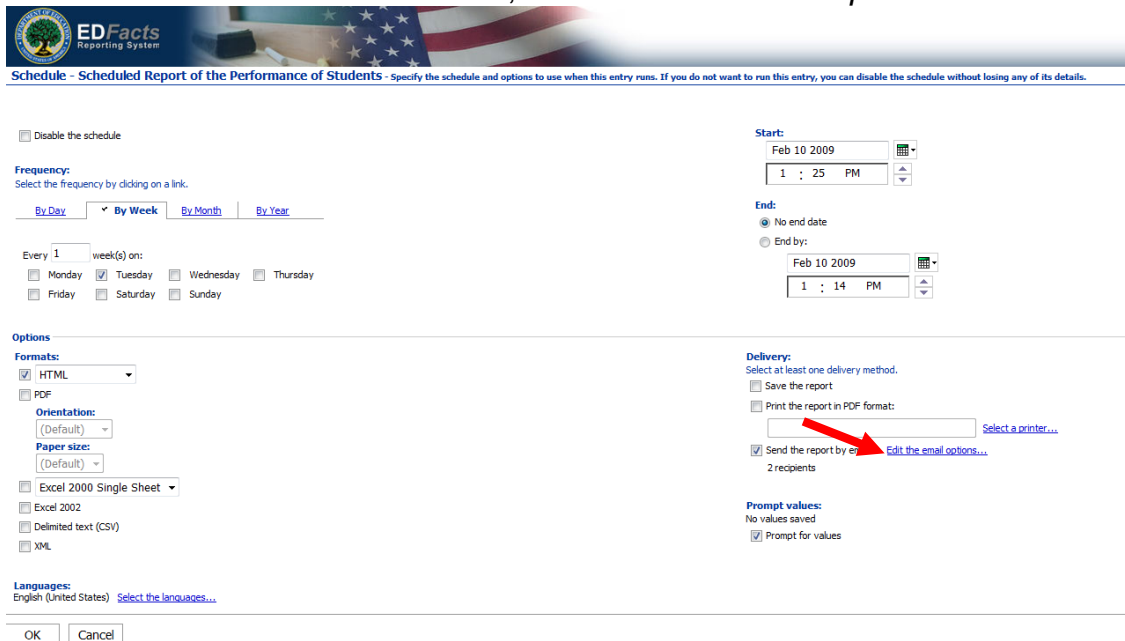 EDFacts
Reporting System
Schedule - Scheduled Report of the Performance of Students - Specify the schedule and options to use when this entry runs. If you do not want to run this entry, you can disable the schedule without losing any of its details.
Disable the schedule
Frequency:
Select the frequency by clicking on a link.
By Day By Week By Month By Year
Every 1 week(s) on:
Monday Tuesday Wednesday Thursday
Friday Saturday Sunday
Start:
Feb 10 2009
1 : 25 PM
End:
No end date
End by:
Feb 10 2009
1 : 14 PM
Options
Formats:
HTML
PDF
Orientation:
(Default)
Paper size:
(Default)
Excel 2000 Single Sheet
Excel 2002
Delimited text (CSV)
XML
Delivery:
Select at least one delivery method.
Save the report
Print the report in PDF format:
Select a printer...
Send the report by Edit the email options...
2 recipients
Prompt values:
No values saved
Prompt for values
Languages:
English (United States) Select the languages...
OK Cancel